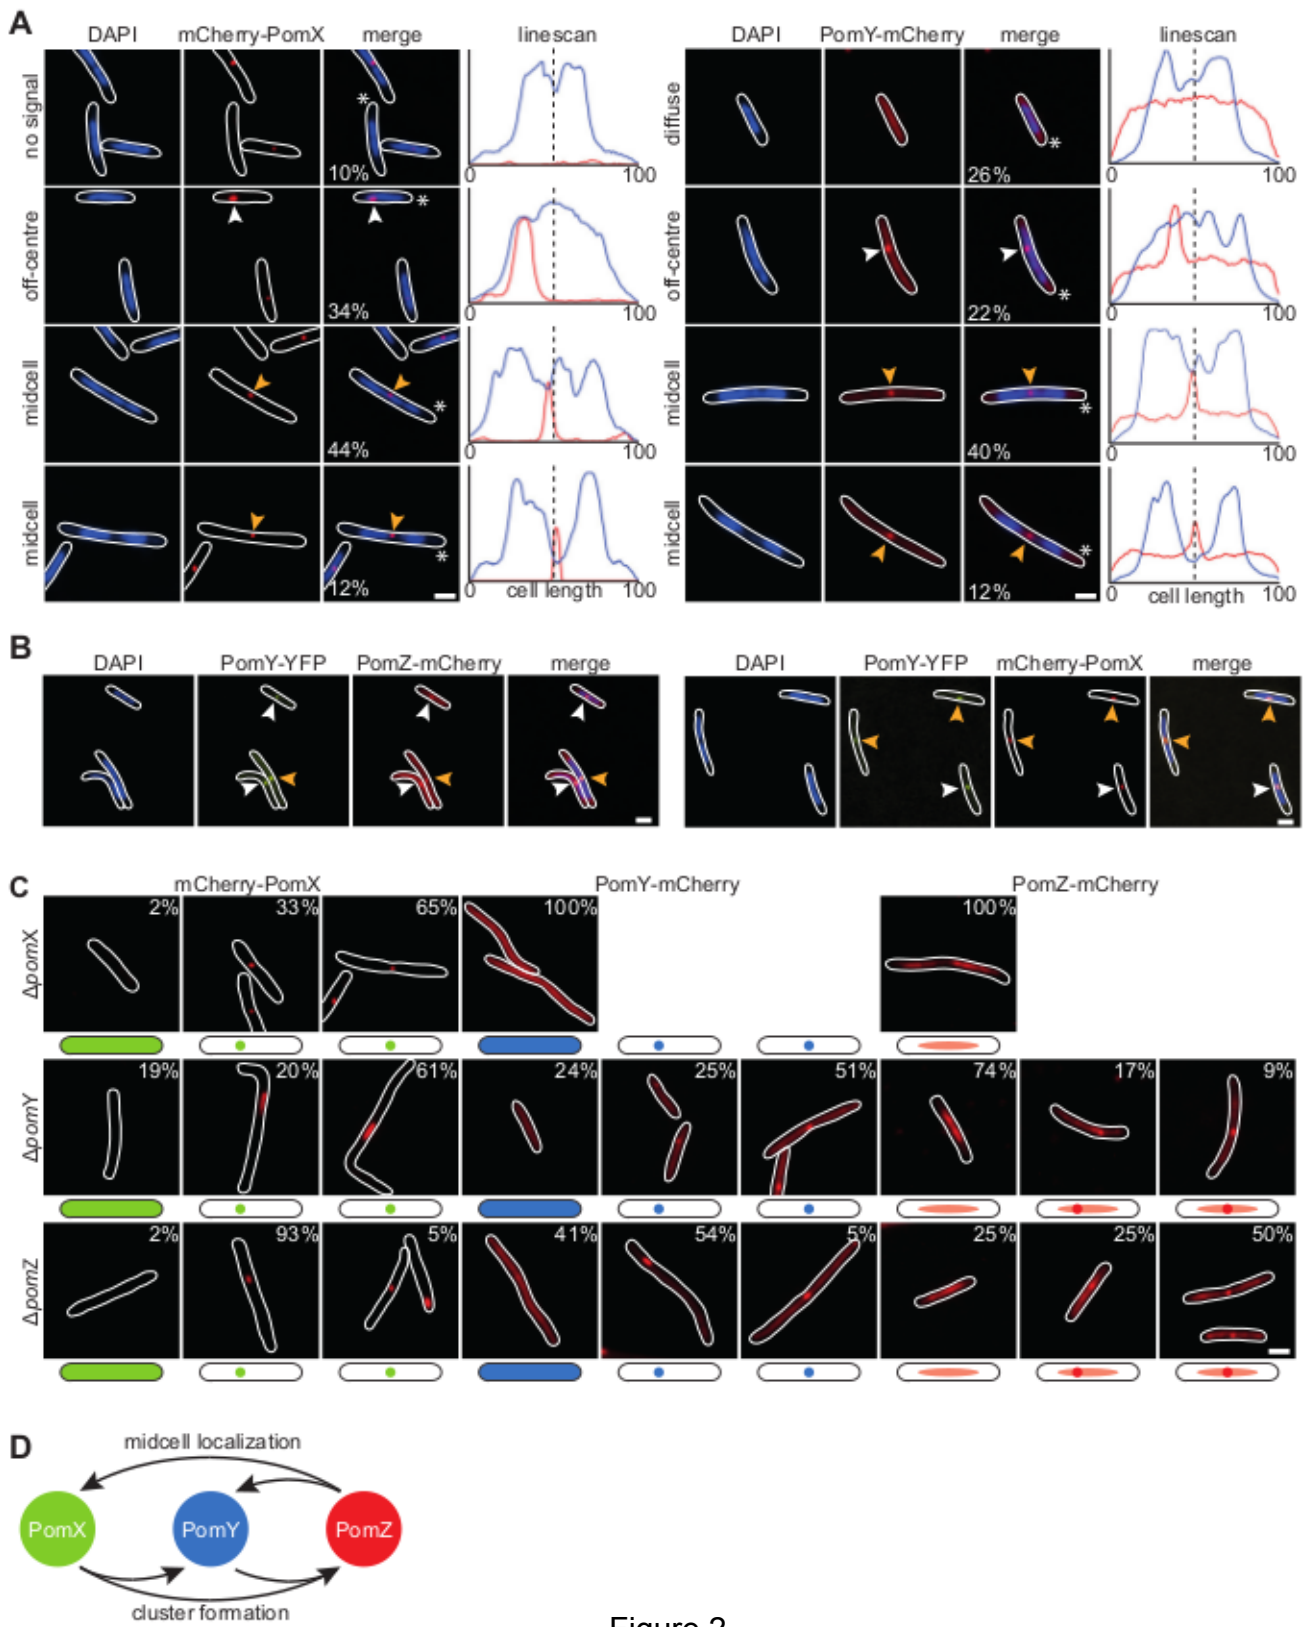 A
DAPI mCherry-PomX merge linescan DAPI PomY-mCherry merge linescan
no signal 10% 0 100 diffuse 26% 0 100
off-centre 34% 0 100 off-centre 22% 0 100
midcell 44% 0 100 midcell 40% 0 100
midcell 12% 0 cell length 100 midcell 12% 0 cell length 100
B
DAPI PomY-YFP PomZ-mCherry merge DAPI PomY-YFP mCherry-PomX merge
C
mCherry-PomX PomY-mCherry PomZ-mCherry
ΔpomX 2% 33% 65% 100% 100%
ΔpomY 19% 20% 61% 24% 25% 51% 74% 17% 9%
ΔpomZ 2% 93% 5% 41% 54% 5% 25% 25% 50%
D
midcell localization
PomX PomY PomZ
cluster formation
Figure 2